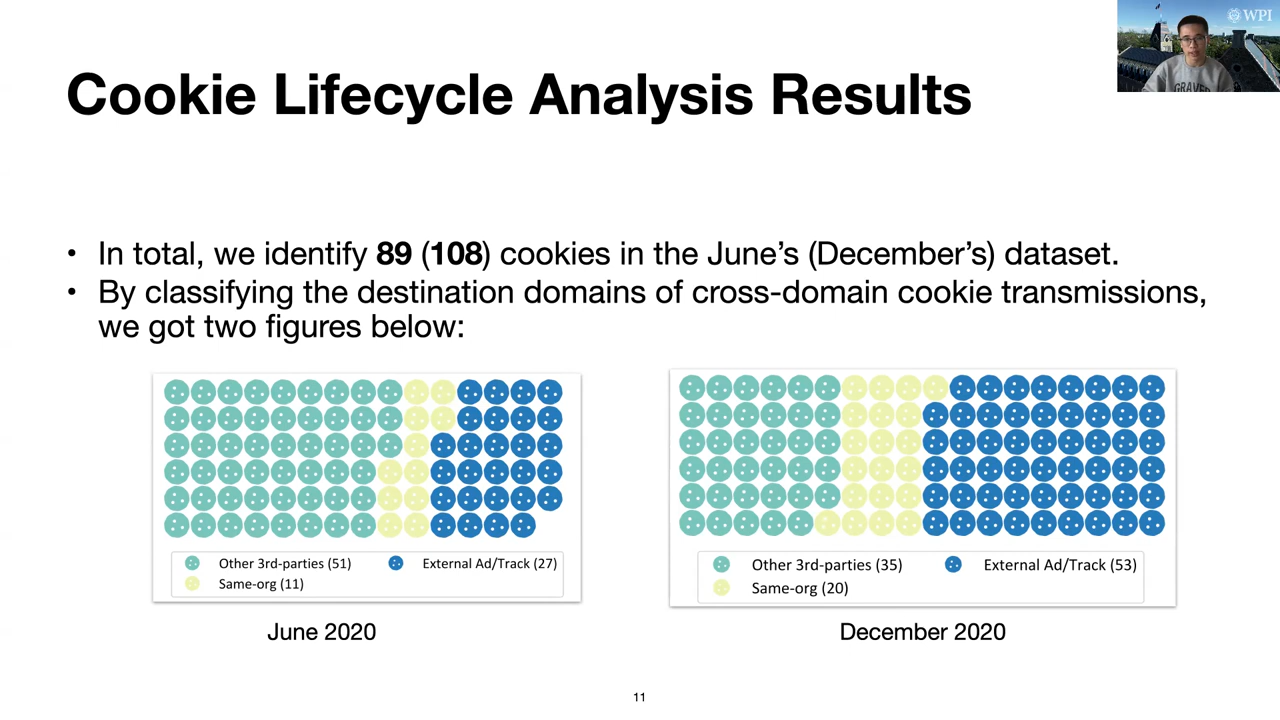 WPI
GRAVE
Cookie Lifecycle Analysis Results
• In total, we identify 89 (108) cookies in the June’s (December’s) dataset.
• By classifying the destination domains of cross-domain cookie transmissions,
we got two figures below:
Other 3rd-parties (51)
External Ad/Track (27)
Same-org (11)
June 2020
Other 3rd-parties (35)
External Ad/Track (53)
Same-org (20)
December 2020
11